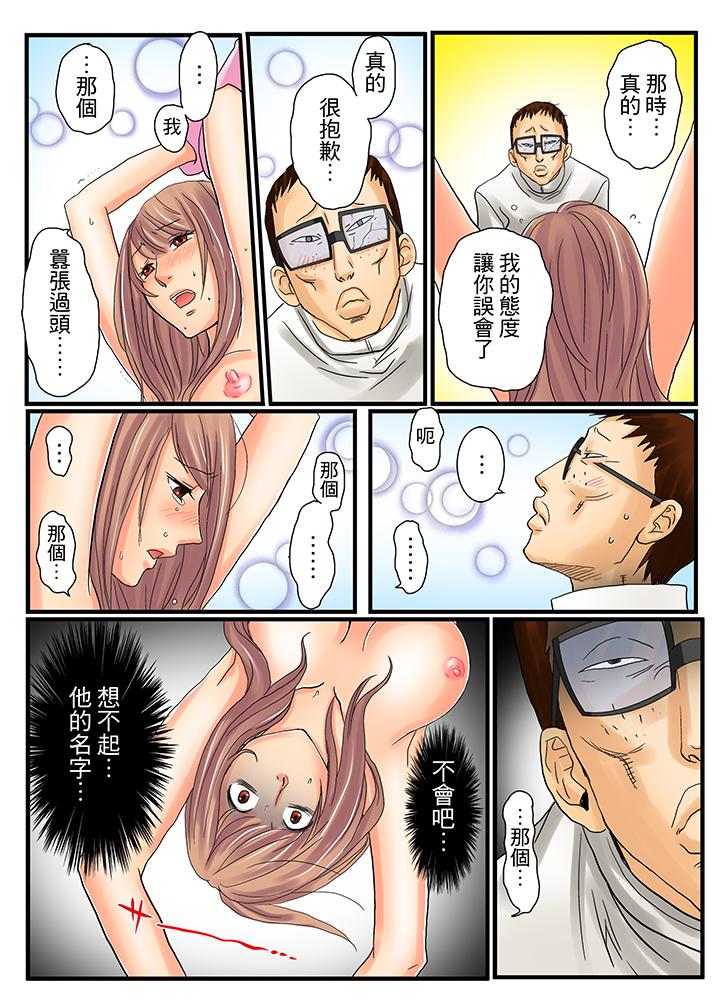 那時…
真的…
我的態度
讓你誤會了
真的
很抱歉…
…
我
…那個
囂張過頭……
…
呃
……
那個
……
…
那個…
…那個…
不會吧…
想不起…
他的名字…